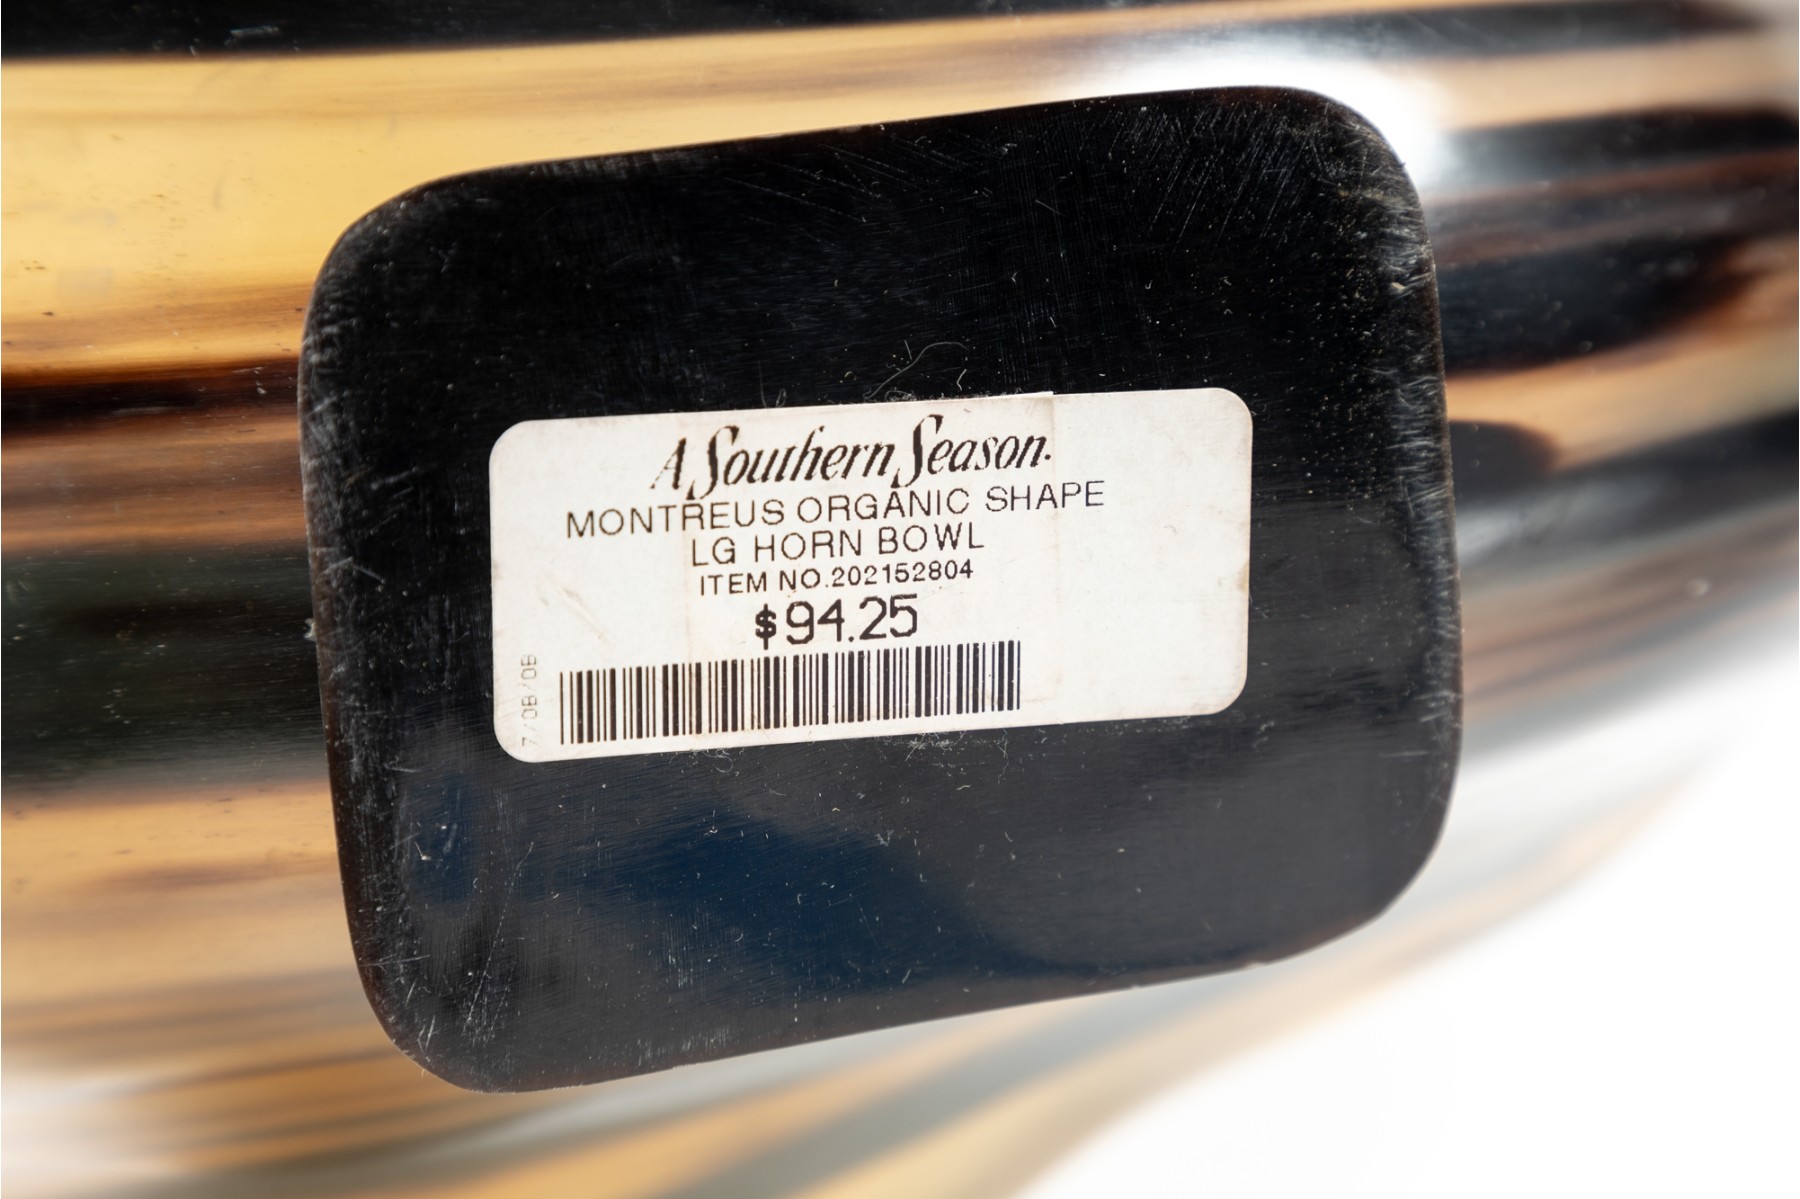 A Southern Season.
MONTREUS ORGANIC SHAPE
LG HORN BOWL
ITEM NO.202152804
$94.25
7/08/08